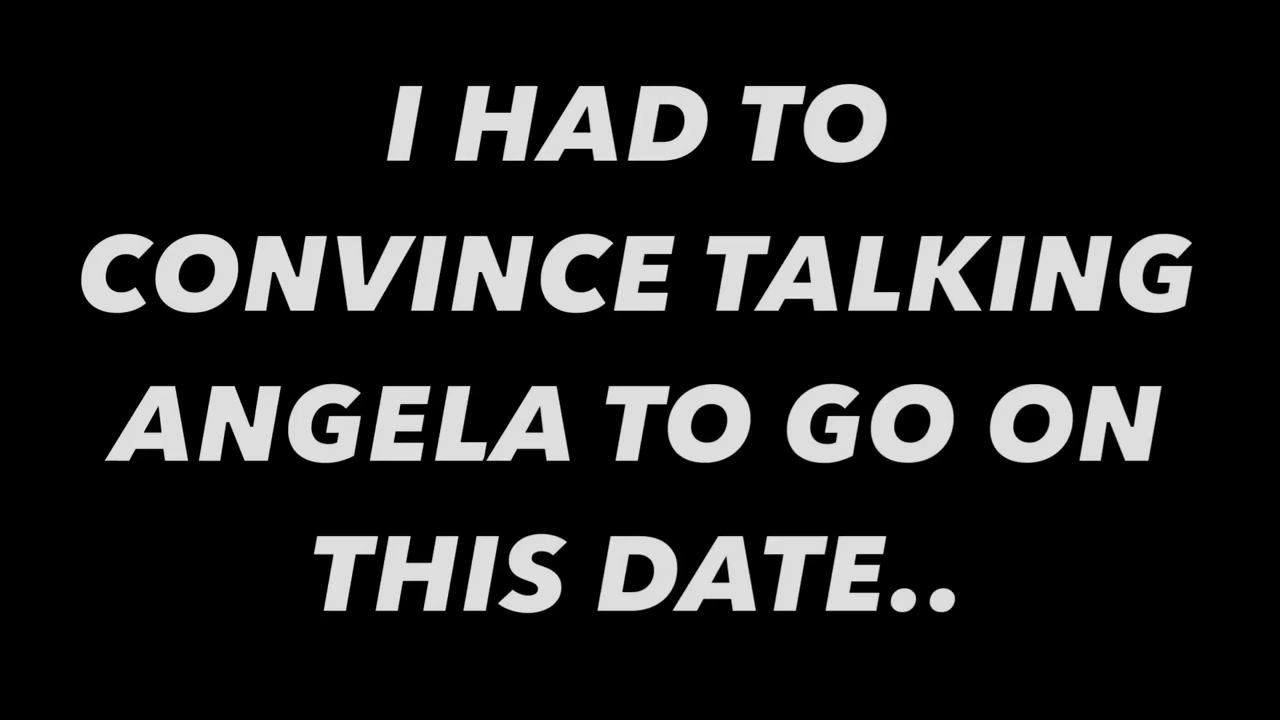 I HAD TO
CONVINCE TALKING
ANGELA TO GO ON
THIS DATE..